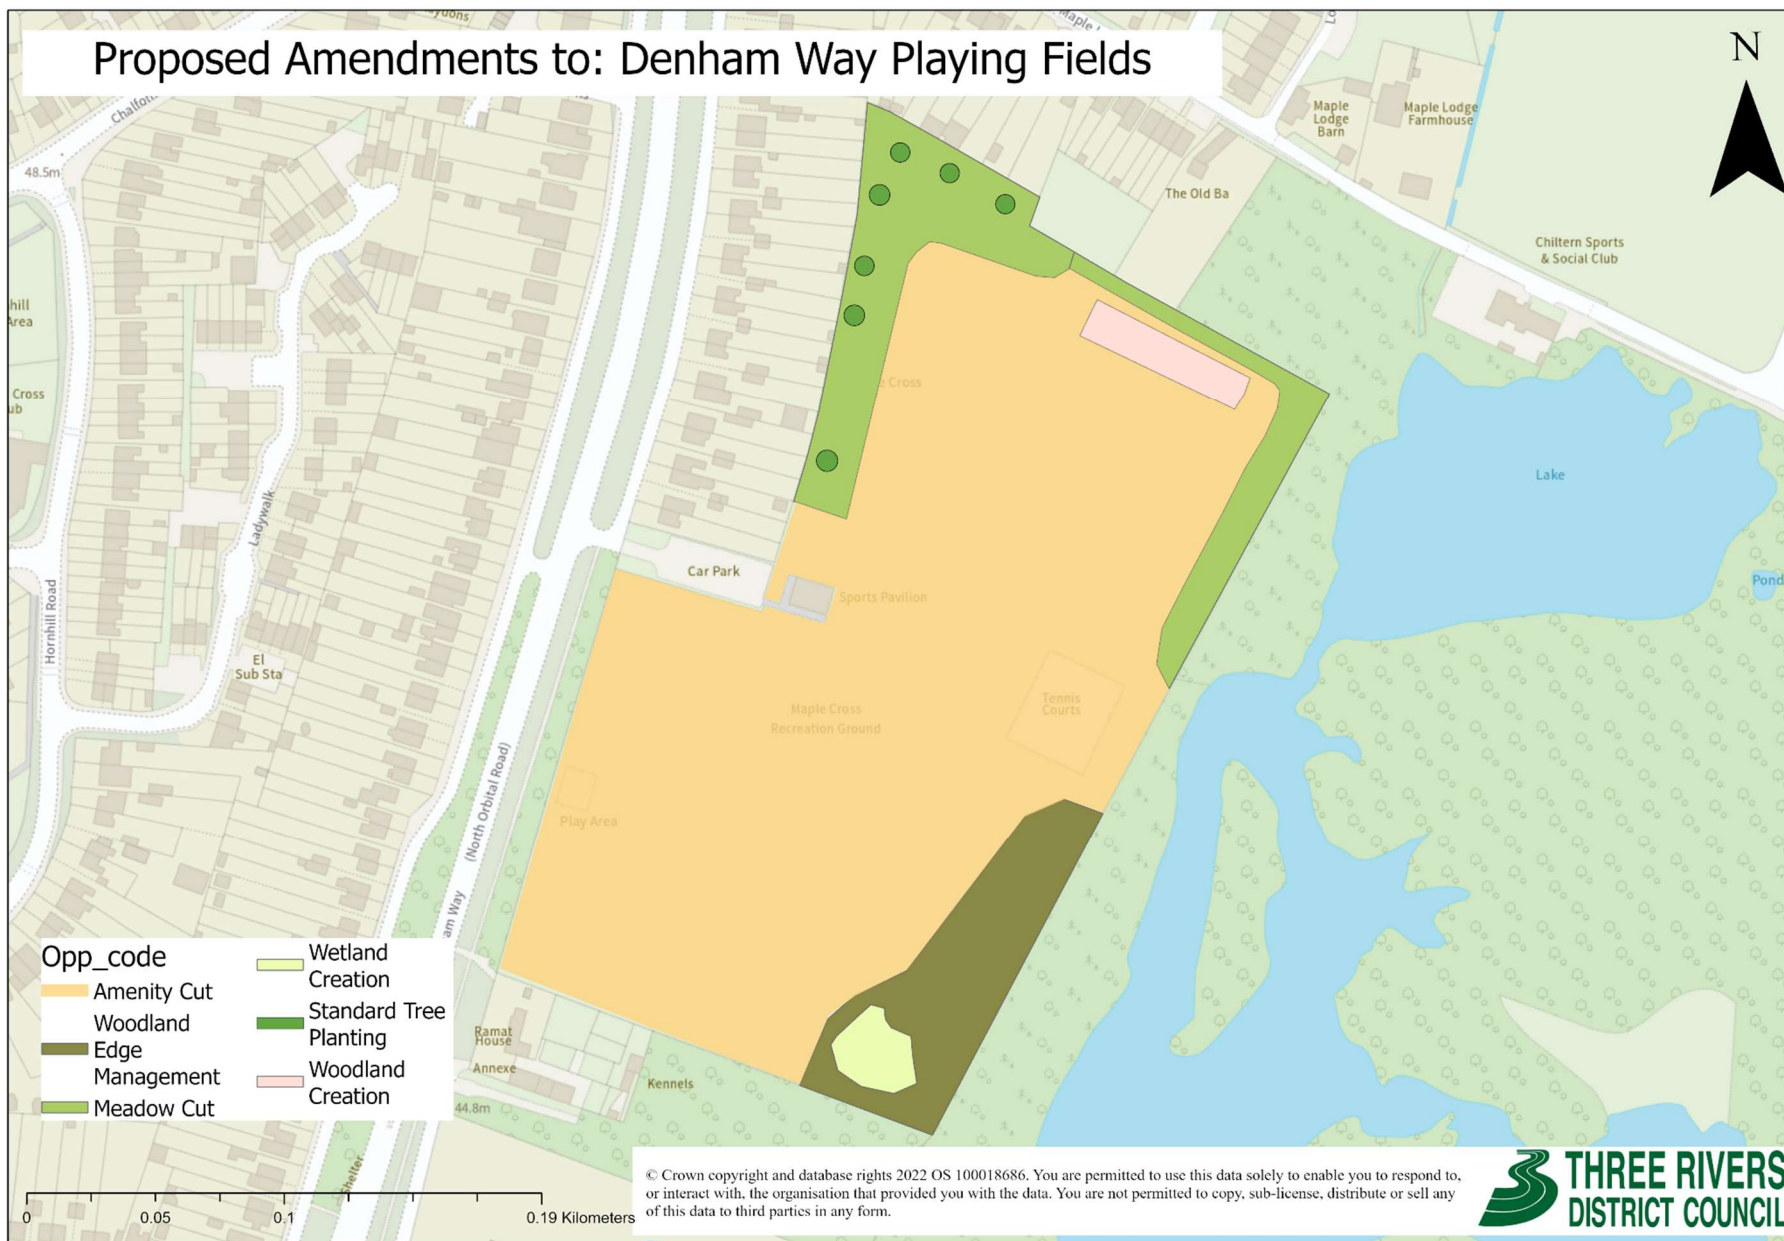 Proposed Amendments to: Denham Way Playing Fields
N
Maple
Lodge
Barn
Maple Lodge
Farmhouse
48.5m
The Old Ba
Chiltern Sports
& Social Club
hill
Area
Cross
ub
e Cross
Lake
Ladywalk
Car Park
Pond
Sports Pavilion
Hornhill Road
El
Sub Sta
Tennis
Courts
Maple Cross
Recreation Ground
(North Orbital Road)
Play Area
am Way
Opp_code
Amenity Cut
Woodland
Edge
Management
Meadow Cut
Wetland
Creation
Standard Tree
Planting
Woodland
Creation
Ramat
House
Annexe
Kennels
44.8m
Shelter
0 0.05 0.1 0.19 Kilometers
© Crown copyright and database rights 2022 OS 100018686. You are permitted to use this data solely to enable you to respond to,
or interact with, the organisation that provided you with the data. You are not permitted to copy, sub-license, distribute or sell any
of this data to third parties in any form.
THREE RIVERS
DISTRICT COUNCIL